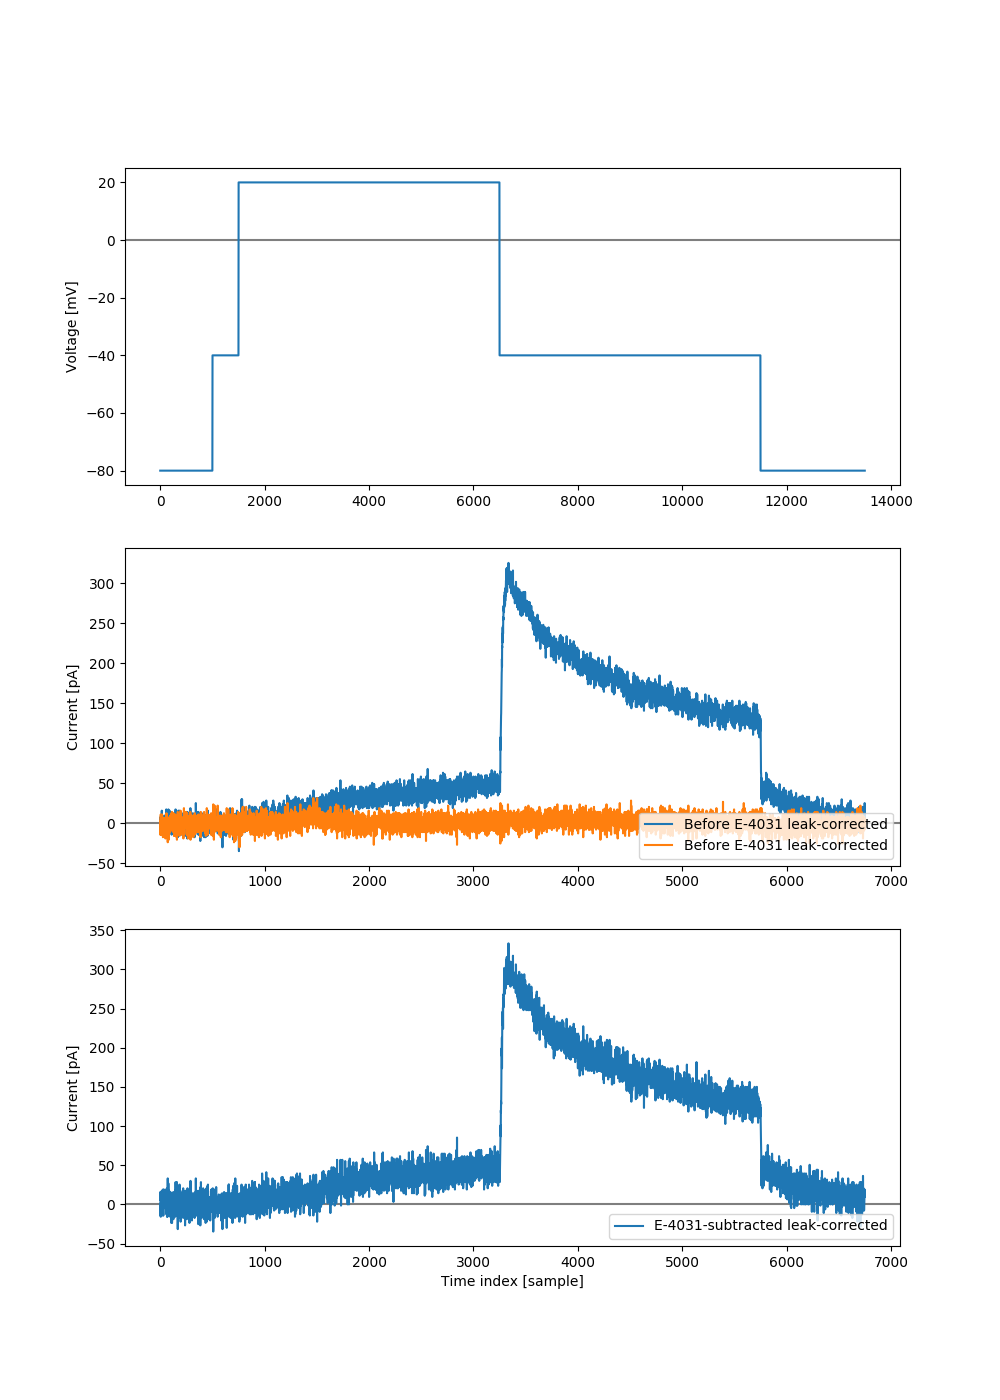 20
0
−20
−40
−60
−80
Voltage [mV]
0 2000 4000 6000 8000 10000 12000 14000
300
250
200
150
100
50
0
−50
Current [pA]
Before E-4031 leak-corrected
Before E-4031 leak-corrected
0 1000 2000 3000 4000 5000 6000 7000
350
300
250
200
150
100
50
0
−50
Current [pA]
E-4031-subtracted leak-corrected
0 1000 2000 3000 4000 5000 6000 7000
Time index [sample]